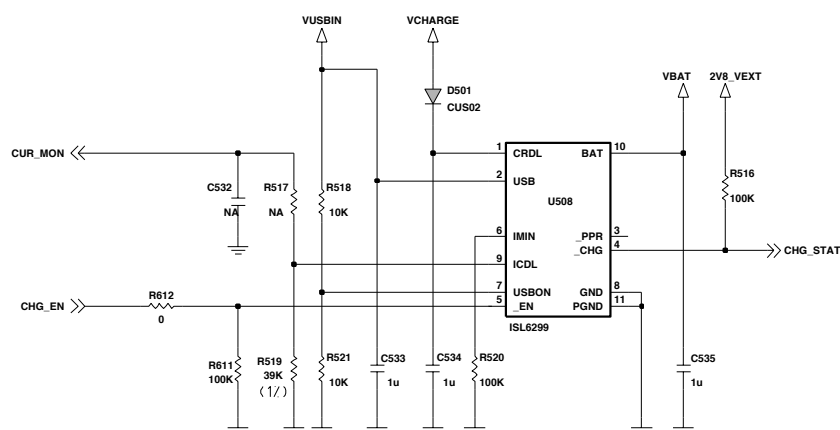 VUSBIN
VCHARGE
D501
CUS02
VBAT
2V8_VEXT
CUR_MON
C532
NA
R517
NA
R518
10K
1
CRDL
BAT
10
2
USB
U508
R516
100K
6
IMIN
_PPR
3
_CHG
4
CHG_STAT
9
ICDL
7
USBON
GND
8
5
_EN
PGND
11
ISL6299
CHG_EN
R612
0
R611
100K
R519
39K
(1%)
R521
10K
C533
1u
C534
1u
R520
100K
C535
1u